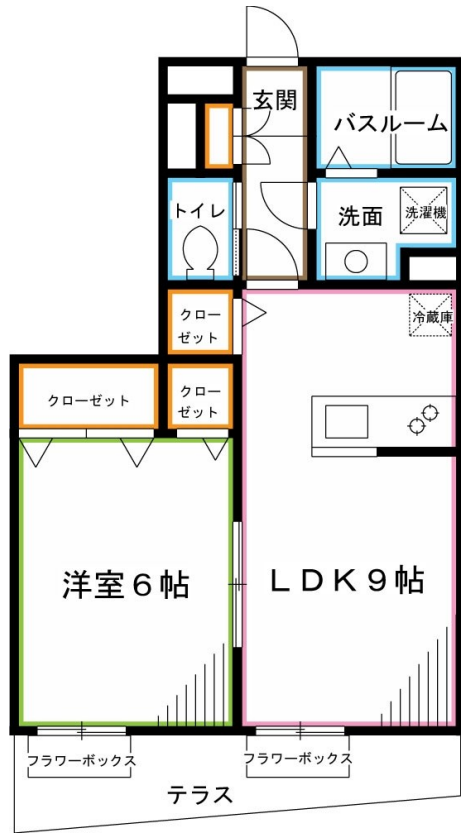 玄関
バスルーム
トイレ
洗面
洗濯機
クロー
ゼット
冷蔵庫
クローゼット
クロー
ゼット
洋室6帖
LDK9帖
フラワーボックス
フラワーボックス
テラス